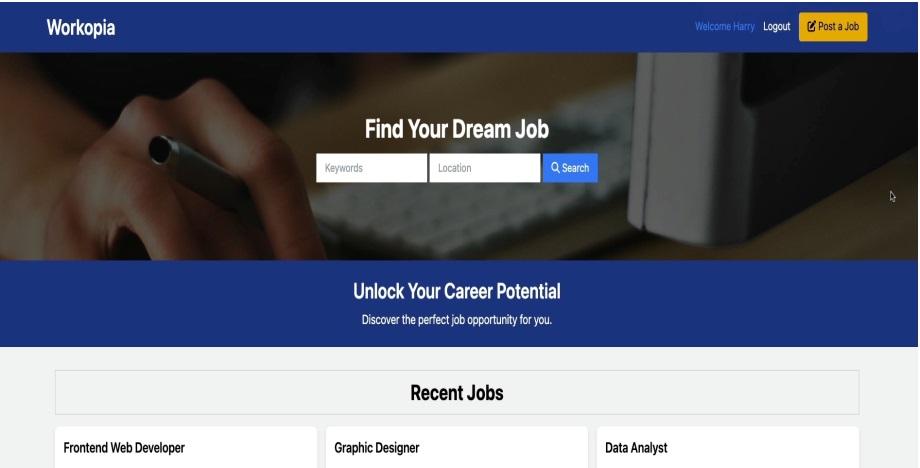 Workopia
Welcome Harry Logout Post a Job
Find Your Dream Job
Keywords Location Search
Unlock Your Career Potential
Discover the perfect job opportunity for you.
Recent Jobs
Frontend Web Developer
Graphic Designer
Data Analyst